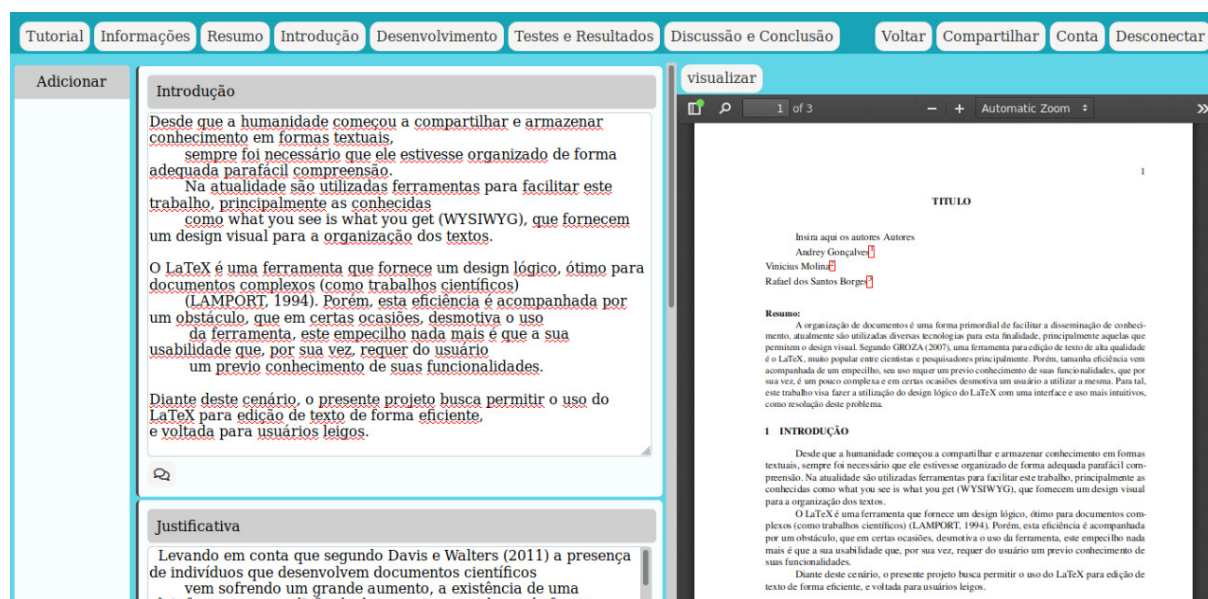 Tutorial Informações Resumo Introdução Desenvolvimento Testes e Resultados Discussão e Conclusão Voltar Compartilhar Conta Desconectar
Adicionar
Introdução
Desde que a humanidade começou a compartilhar e armazenar
conhecimento em formas textuais,
sempre foi necessário que ele estivesse organizado de forma
adequada parafácil compreensão.
Na atualidade são utilizadas ferramentas para facilitar este
trabalho, principalmente as conhecidas
como what you see is what you get (WYSIWYG), que fornecem
um design visual para a organização dos textos.
O LaTeX é uma ferramenta que fornece um design lógico, ótimo para
documentos complexos (como trabalhos científicos)
(LAMPORT, 1994). Porém, esta eficiência é acompanhada por
um obstáculo, que em certas ocasiões, desmotiva o uso
da ferramenta, este empecilho nada mais é que a sua
usabilidade que, por sua vez, requer do usuário
um previo conhecimento de suas funcionalidades.
Diante deste cenário, o presente projeto busca permitir o uso do
LaTeX para edição de texto de forma eficiente,
e voltada para usuários leigos.
Justificativa
Levando em conta que segundo Davis e Walters (2011) a presença
de indivíduos que desenvolvem documentos científicos
vem sofrendo um grande aumento, a existência de uma
visualizar
1 of 3 − + Automatic Zoom
1
TITULO
Insira aqui os autores Autores
Andrey Gonçalves1
Vinicius Molina2
Rafael dos Santos Borges3
Resumo:
A organização de documentos é uma forma primordial de facilitar a disseminação de conheci-
mento, atualmente são utilizadas diversas tecnologias para esta finalidade, principalmente aquelas que
permitem o design visual. Segundo GROZA (2007), uma ferramenta para edição de texto de alta qualidade
é o LaTeX, muito popular entre cientistas e pesquisadores principalmente. Porém, tamanha eficiência vem
acompanhada de um empecilho, seu uso requer um previo conhecimento de suas funcionalidades, que por
sua vez, é um pouco complexa e em certas ocasiões desmotiva um usuário a utilizar a mesma. Para tal,
este trabalho visa fazer a utilização do design lógico do LaTeX com uma interface e uso mais intuitivos,
como resolução deste problema.
1 INTRODUÇÃO
Desde que a humanidade começou a compartilhar e armazenar conhecimento em formas
textuais, sempre foi necessário que ele estivesse organizado de forma adequada parafácil com-
preensão. Na atualidade são utilizadas ferramentas para facilitar este trabalho, principalmente as
conhecidas como what you see is what you get (WYSIWYG), que fornecem um design visual
para a organização dos textos.
O LaTeX é uma ferramenta que fornece um design lógico, ótimo para documentos com-
plexos (como trabalhos científicos) (LAMPORT, 1994). Porém, esta eficiência é acompanhada
por um obstáculo, que em certas ocasiões, desmotiva o uso da ferramenta, este empecilho nada
mais é que a sua usabilidade que, por sua vez, requer do usuário um previo conhecimento de
suas funcionalidades.
Diante deste cenário, o presente projeto busca permitir o uso do LaTeX para edição de
texto de forma eficiente, e voltada para usuários leigos.